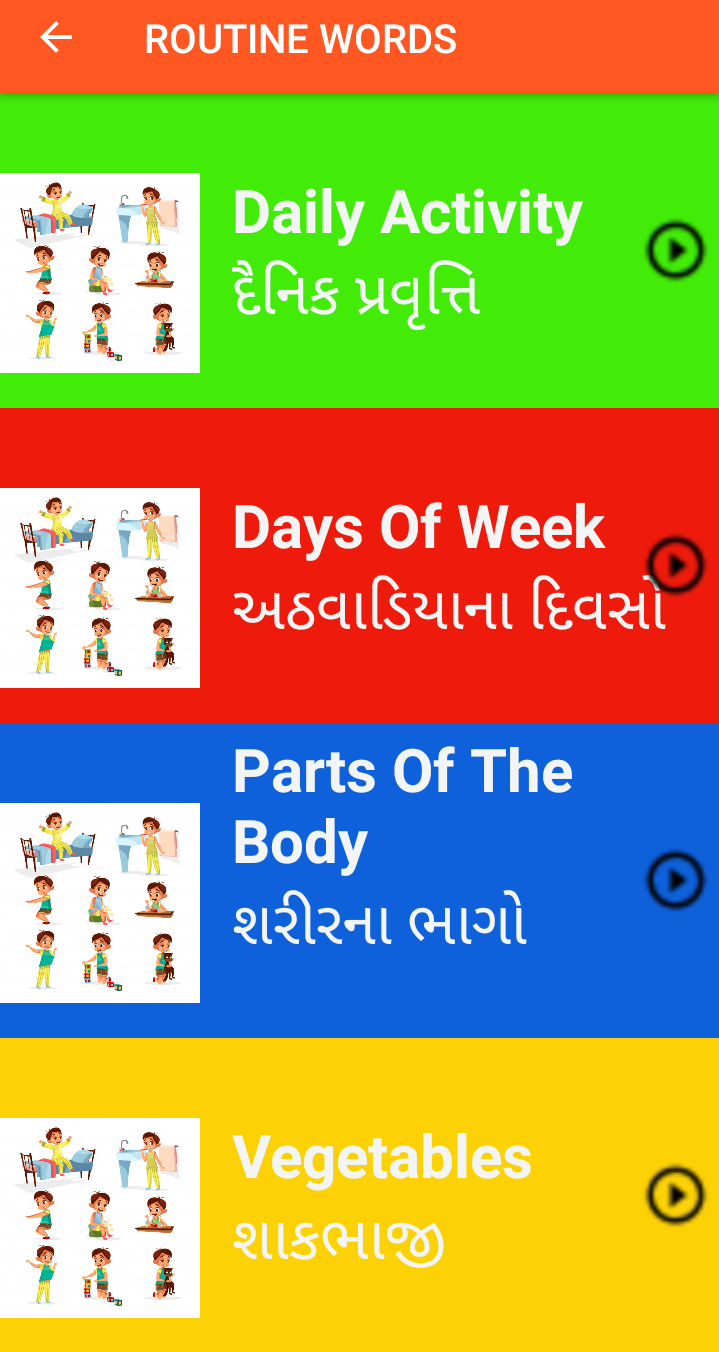 ROUTINE WORDS
Daily Activity
દૈનિક પ્રવૃત્તિ
Days Of Week
અઠવાડિયાના દિવસો
Parts Of The
Body
શરીરના ભાગો
Vegetables
શાકભાજી